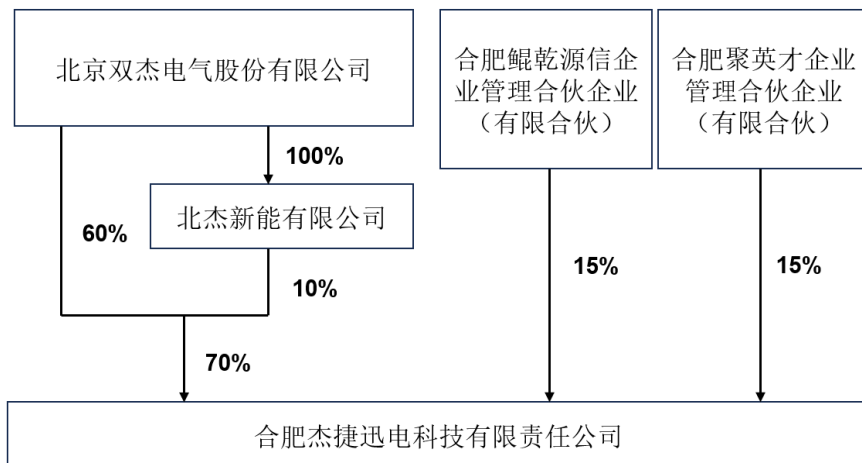 北京双杰电气股份有限公司
合肥鲲乾源信企
业管理合伙企业
（有限合伙）
合肥聚英才企业
管理合伙企业
（有限合伙）
100%
北杰新能有限公司
60%
10%
15%
15%
70%
合肥杰捷迅电科技有限责任公司